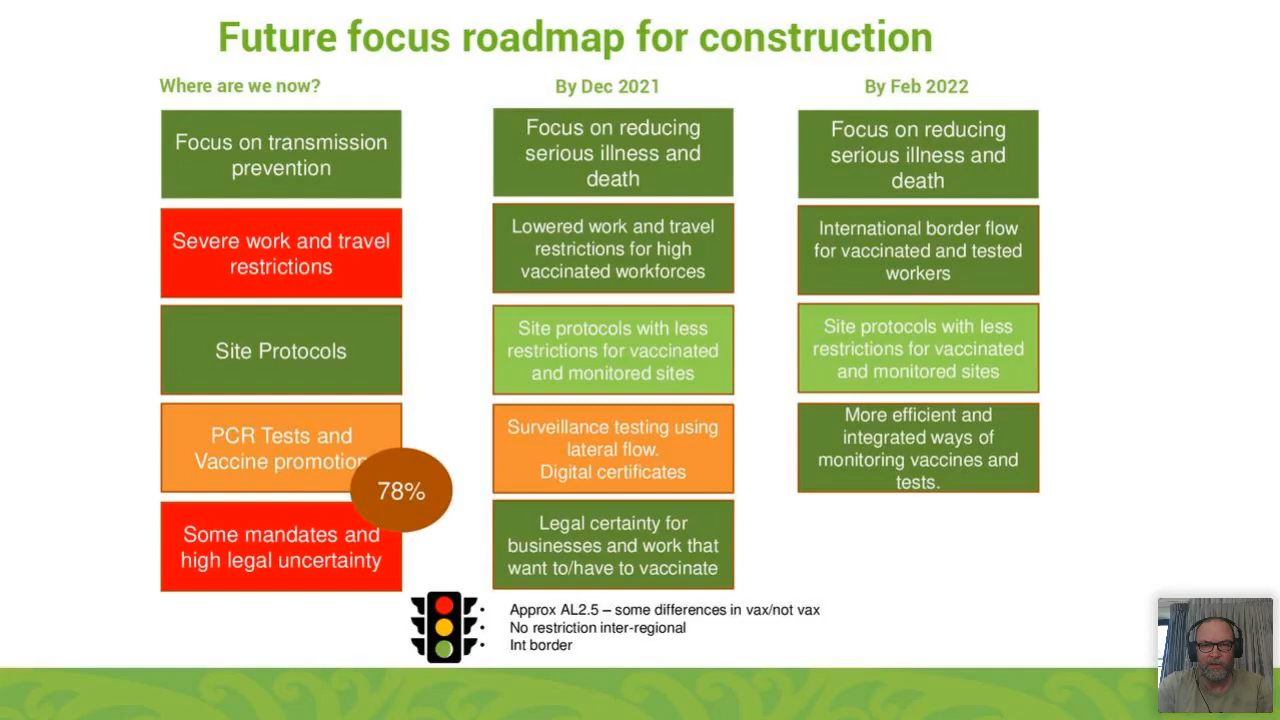 Future focus roadmap for construction
Where are we now?
Focus on transmission
prevention
Severe work and travel
restrictions
Site Protocols
PCR Tests and
Vaccine promotion
78%
Some mandates and
high legal uncertainty
By Dec 2021
Focus on reducing
serious illness and
death
Lowered work and travel
restrictions for high
vaccinated workforces
Site protocols with less
restrictions for vaccinated
and monitored sites
Surveillance testing using
lateral flow.
Digital certificates
Legal certainty for
businesses and work that
want to/have to vaccinate
By Feb 2022
Focus on reducing
serious illness and
death
International border flow
for vaccinated and tested
workers
Site protocols with less
restrictions for vaccinated
and monitored sites
More efficient and
integrated ways of
monitoring vaccines and
tests.
Approx AL2.5 – some differences in vax/not vax
No restriction inter-regional
Int border